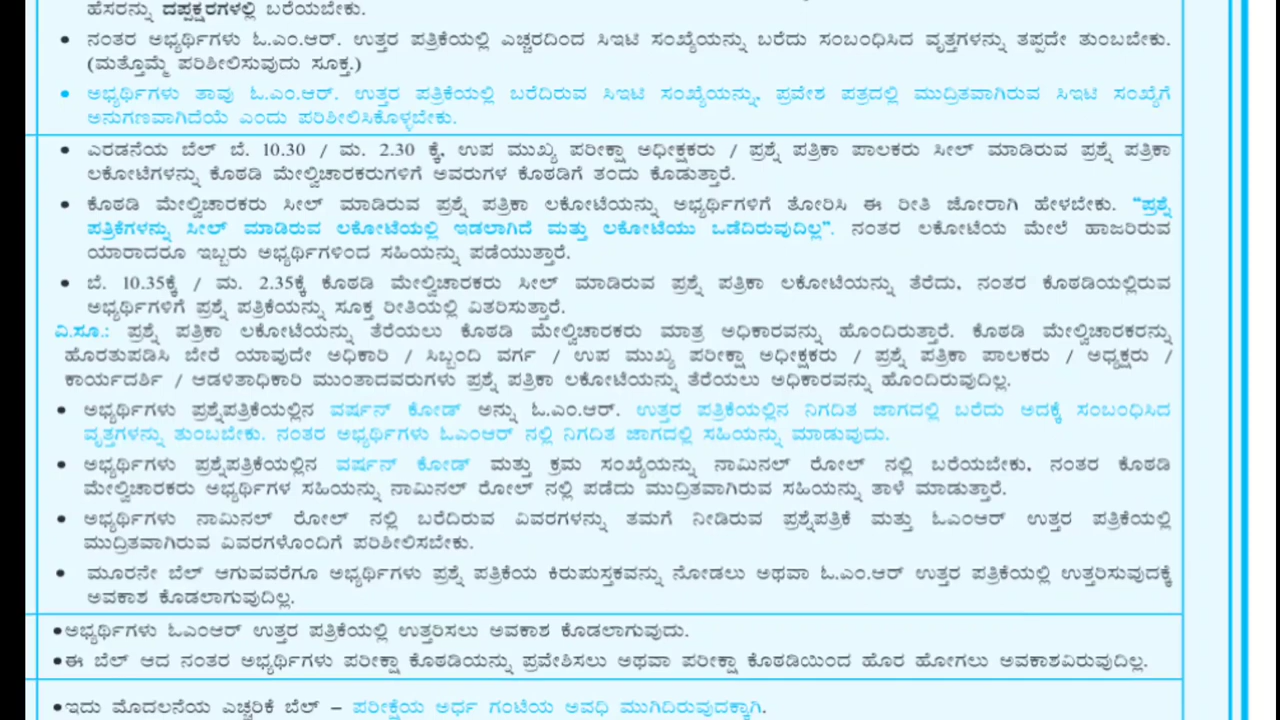 ಹೆಸರನ್ನು ದಪ್ಪಕ್ಷರಗಳಲ್ಲಿ ಬರೆಯಬೇಕು.
• ನಂತರ ಅಭ್ಯರ್ಥಿಗಳು ಓ.ಎಂ.ಆರ್. ಉತ್ತರ ಪತ್ರಿಕೆಯಲ್ಲಿ ಎಚ್ಚರದಿಂದ ಸಿಇಟಿ ಸಂಖ್ಯೆಯನ್ನು ಬರೆದು ಸಂಬಂಧಿಸಿದ ವೃತ್ತಗಳನ್ನು ತಪ್ಪದೇ ತುಂಬಬೇಕು.
(ಮತ್ತೊಮ್ಮೆ ಪರಿಶೀಲಿಸುವುದು ಸೂಕ್ತ.)
• ಅಭ್ಯರ್ಥಿಗಳು ತಾವು ಓ.ಎಂ.ಆರ್. ಉತ್ತರ ಪತ್ರಿಕೆಯಲ್ಲಿ ಬರೆದಿರುವ ಸಿಇಟಿ ಸಂಖ್ಯೆಯನ್ನು, ಪ್ರವೇಶ ಪತ್ರದಲ್ಲಿ ಮುದ್ರಿತವಾಗಿರುವ ಸಿಇಟಿ ಸಂಖ್ಯೆಗೆ
ಅನುಗುಣವಾಗಿದೆಯೆ ಎಂದು ಪರಿಶೀಲಿಸಿಕೊಳ್ಳಬೇಕು.
• ಎರಡನೆಯ ಬೆಲ್ ಬೆ. 10.30 / ಮ. 2.30 ಕ್ಕೆ, ಉಪ ಮುಖ್ಯ ಪರೀಕ್ಷಾ ಅಧೀಕ್ಷಕರು / ಪ್ರಶ್ನೆ ಪತ್ರಿಕಾ ಪಾಲಕರು ಸೀಲ್ ಮಾಡಿರುವ ಪ್ರಶ್ನೆ ಪತ್ರಿಕಾ
ಲಕೋಟೆಗಳನ್ನು ಕೊಠಡಿ ಮೇಲ್ವಿಚಾರಕರುಗಳಿಗೆ ಅವರುಗಳ ಕೊಠಡಿಗೆ ತಂದು ಕೊಡುತ್ತಾರೆ.
• ಕೊಠಡಿ ಮೇಲ್ವಿಚಾರಕರು ಸೀಲ್ ಮಾಡಿರುವ ಪ್ರಶ್ನೆ ಪತ್ರಿಕಾ ಲಕೋಟೆಯನ್ನು ಅಭ್ಯರ್ಥಿಗಳಿಗೆ ತೋರಿಸಿ ಈ ರೀತಿ ಜೋರಾಗಿ ಹೇಳಬೇಕು. “ಪ್ರಶ್ನೆ
ಪತ್ರಿಕೆಗಳನ್ನು ಸೀಲ್ ಮಾಡಿರುವ ಲಕೋಟೆಯಲ್ಲಿ ಇಡಲಾಗಿದೆ ಮತ್ತು ಲಕೋಟೆಯು ಒಡೆದಿರುವುದಿಲ್ಲ”. ನಂತರ ಲಕೋಟೆಯ ಮೇಲೆ ಹಾಜರಿರುವ
ಯಾರಾದರೂ ಇಬ್ಬರು ಅಭ್ಯರ್ಥಿಗಳಿಂದ ಸಹಿಯನ್ನು ಪಡೆಯುತ್ತಾರೆ.
• ಬೆ. 10.35ಕ್ಕೆ / ಮ. 2.35ಕ್ಕೆ ಕೊಠಡಿ ಮೇಲ್ವಿಚಾರಕರು ಸೀಲ್ ಮಾಡಿರುವ ಪ್ರಶ್ನೆ ಪತ್ರಿಕಾ ಲಕೋಟೆಯನ್ನು ತೆರೆದು, ನಂತರ ಕೊಠಡಿಯಲ್ಲಿರುವ
ಅಭ್ಯರ್ಥಿಗಳಿಗೆ ಪ್ರಶ್ನೆ ಪತ್ರಿಕೆಯನ್ನು ಸೂಕ್ತ ರೀತಿಯಲ್ಲಿ ವಿತರಿಸುತ್ತಾರೆ.
ವಿ.ಸೂ.: ಪ್ರಶ್ನೆ ಪತ್ರಿಕಾ ಲಕೋಟೆಯನ್ನು ತೆರೆಯಲು ಕೊಠಡಿ ಮೇಲ್ವಿಚಾರಕರು ಮಾತ್ರ ಅಧಿಕಾರವನ್ನು ಹೊಂದಿರುತ್ತಾರೆ. ಕೊಠಡಿ ಮೇಲ್ವಿಚಾರಕರನ್ನು
ಹೊರತುಪಡಿಸಿ ಬೇರೆ ಯಾವುದೇ ಅಧಿಕಾರಿ / ಸಿಬ್ಬಂದಿ ವರ್ಗ / ಉಪ ಮುಖ್ಯ ಪರೀಕ್ಷಾ ಅಧೀಕ್ಷಕರು / ಪ್ರಶ್ನೆ ಪತ್ರಿಕಾ ಪಾಲಕರು / ಅಧ್ಯಕ್ಷರು /
ಕಾರ್ಯದರ್ಶಿ / ಆಡಳಿತಾಧಿಕಾರಿ ಮುಂತಾದವರುಗಳು ಪ್ರಶ್ನೆ ಪತ್ರಿಕಾ ಲಕೋಟೆಯನ್ನು ತೆರೆಯಲು ಅಧಿಕಾರವನ್ನು ಹೊಂದಿರುವುದಿಲ್ಲ.
• ಅಭ್ಯರ್ಥಿಗಳು ಪ್ರಶ್ನೆಪತ್ರಿಕೆಯಲ್ಲಿನ ವರ್ಷನ್ ಕೋಡ್ ಅನ್ನು ಓ.ಎಂ.ಆರ್. ಉತ್ತರ ಪತ್ರಿಕೆಯಲ್ಲಿನ ನಿಗದಿತ ಜಾಗದಲ್ಲಿ ಬರೆದು ಅದಕ್ಕೆ ಸಂಬಂಧಿಸಿದ
ವೃತ್ತಗಳನ್ನು ತುಂಬಬೇಕು. ನಂತರ ಅಭ್ಯರ್ಥಿಗಳು ಓಎಂಆರ್ ನಲ್ಲಿ ನಿಗದಿತ ಜಾಗದಲ್ಲಿ ಸಹಿಯನ್ನು ಮಾಡುವುದು.
• ಅಭ್ಯರ್ಥಿಗಳು ಪ್ರಶ್ನೆಪತ್ರಿಕೆಯಲ್ಲಿನ ವರ್ಷನ್ ಕೋಡ್ ಮತ್ತು ಕ್ರಮ ಸಂಖ್ಯೆಯನ್ನು ನಾಮಿನಲ್ ರೋಲ್ ನಲ್ಲಿ ಬರೆಯಬೇಕು, ನಂತರ ಕೊಠಡಿ
ಮೇಲ್ವಿಚಾರಕರು ಅಭ್ಯರ್ಥಿಗಳ ಸಹಿಯನ್ನು ನಾಮಿನಲ್ ರೋಲ್ ನಲ್ಲಿ ಪಡೆದು ಮುದ್ರಿತವಾಗಿರುವ ಸಹಿಯನ್ನು ತಾಳೆ ಮಾಡುತ್ತಾರೆ.
• ಅಭ್ಯರ್ಥಿಗಳು ನಾಮಿನಲ್ ರೋಲ್ ನಲ್ಲಿ ಬರೆದಿರುವ ವಿವರಗಳನ್ನು ತಮಗೆ ನೀಡಿರುವ ಪ್ರಶ್ನೆಪತ್ರಿಕೆ ಮತ್ತು ಓಎಂಆರ್ ಉತ್ತರ ಪತ್ರಿಕೆಯಲ್ಲಿ
ಮುದ್ರಿತವಾಗಿರುವ ವಿವರಗಳೊಂದಿಗೆ ಪರಿಶೀಲಿಸಬೇಕು.
• ಮೂರನೇ ಬೆಲ್ ಆಗುವವರೆಗೂ ಅಭ್ಯರ್ಥಿಗಳು ಪ್ರಶ್ನೆ ಪತ್ರಿಕೆಯ ಕಿರುಪುಸ್ತಕವನ್ನು ನೋಡಲು ಅಥವಾ ಓ.ಎಂ.ಆರ್ ಉತ್ತರ ಪತ್ರಿಕೆಯಲ್ಲಿ ಉತ್ತರಿಸುವುದಕ್ಕೆ
ಅವಕಾಶ ಕೊಡಲಾಗುವುದಿಲ್ಲ.
•ಅಭ್ಯರ್ಥಿಗಳು ಓಎಂಆರ್ ಉತ್ತರ ಪತ್ರಿಕೆಯಲ್ಲಿ ಉತ್ತರಿಸಲು ಅವಕಾಶ ಕೊಡಲಾಗುವುದು.
•ಈ ಬೆಲ್ ಆದ ನಂತರ ಅಭ್ಯರ್ಥಿಗಳು ಪರೀಕ್ಷಾ ಕೊಠಡಿಯನ್ನು ಪ್ರವೇಶಿಸಲು ಅಥವಾ ಪರೀಕ್ಷಾ ಕೊಠಡಿಯಿಂದ ಹೊರ ಹೋಗಲು ಅವಕಾಶವಿರುವುದಿಲ್ಲ.
•ಇದು ಮೊದಲನೆಯ ಎಚ್ಚರಿಕೆ ಬೆಲ್ – ಪರೀಕ್ಷೆಯ ಅರ್ಧ ಗಂಟೆಯ ಅವಧಿ ಮುಗಿದಿರುವುದಕ್ಕಾಗಿ.